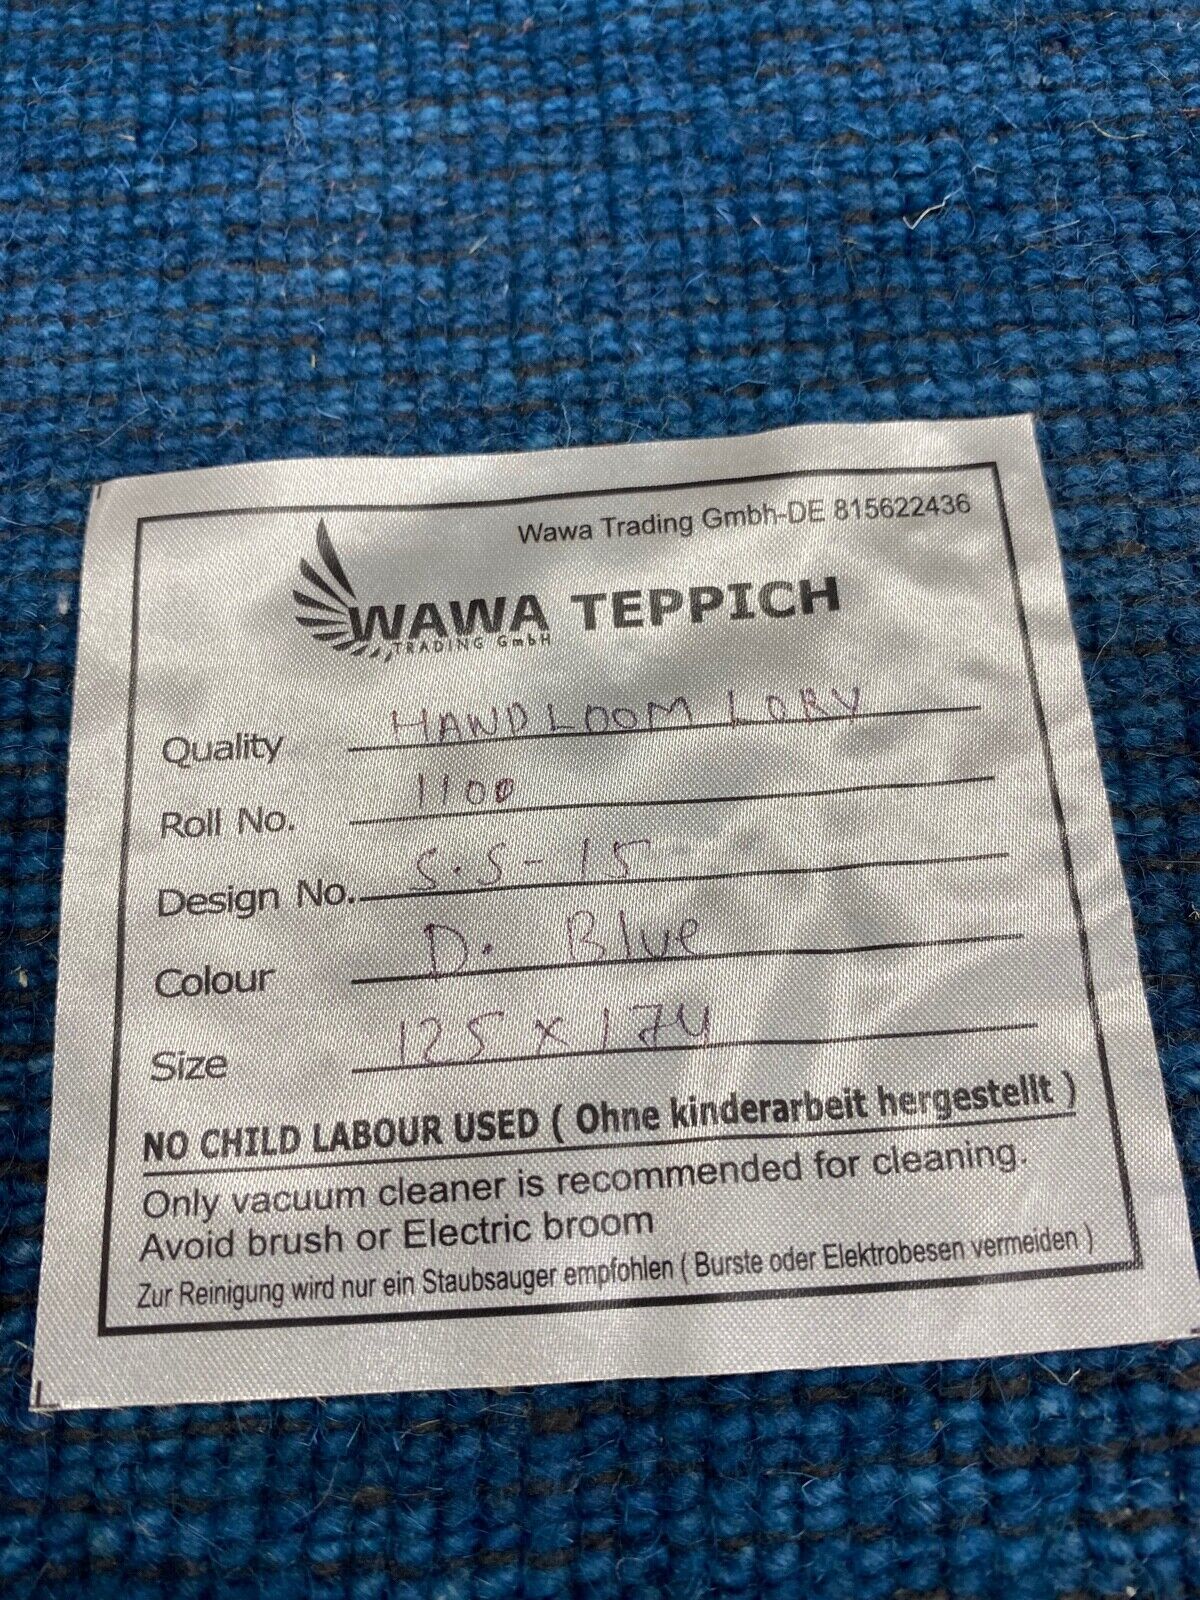 Wawa Trading Gmbh-DE 815622436
WAWA TEPPICH
TRADING GmbH
Quality HANDLOOM LORY
Roll No. 1100
Design No. S.S-15
Colour D. Blue
Size 125 x 174
NO CHILD LABOUR USED ( Ohne kinderarbeit hergestellt )
Only vacuum cleaner is recommended for cleaning.
Avoid brush or Electric broom
Zur Reinigung wird nur ein Staubsauger empfohlen ( Burste oder Elektrobesen vermeiden )